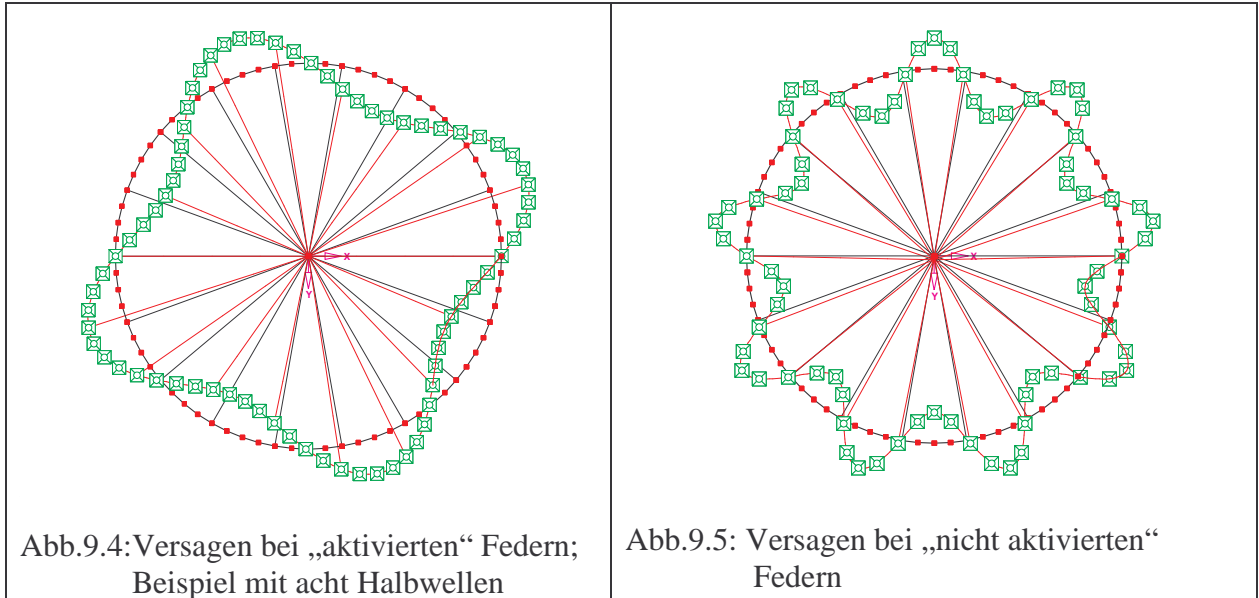 X
Y
Abb.9.4:Versagen bei „aktivierten“ Federn;
Beispiel mit acht Halbwellen
X
Y
Abb.9.5: Versagen bei „nicht aktivierten“
Federn